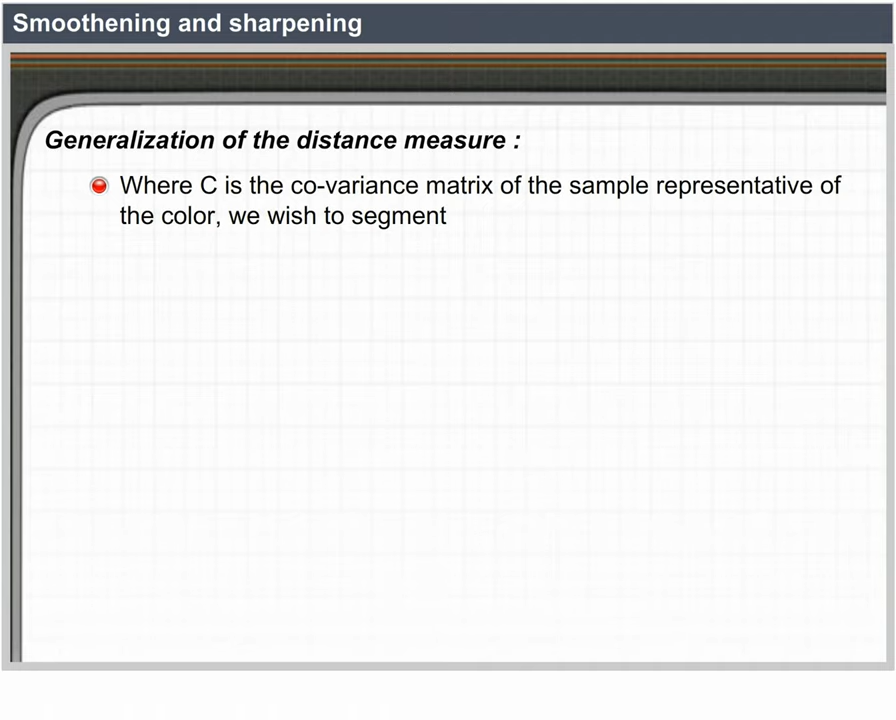 Smoothening and sharpening
Generalization of the distance measure :
Where C is the co-variance matrix of the sample representative of
the color, we wish to segment